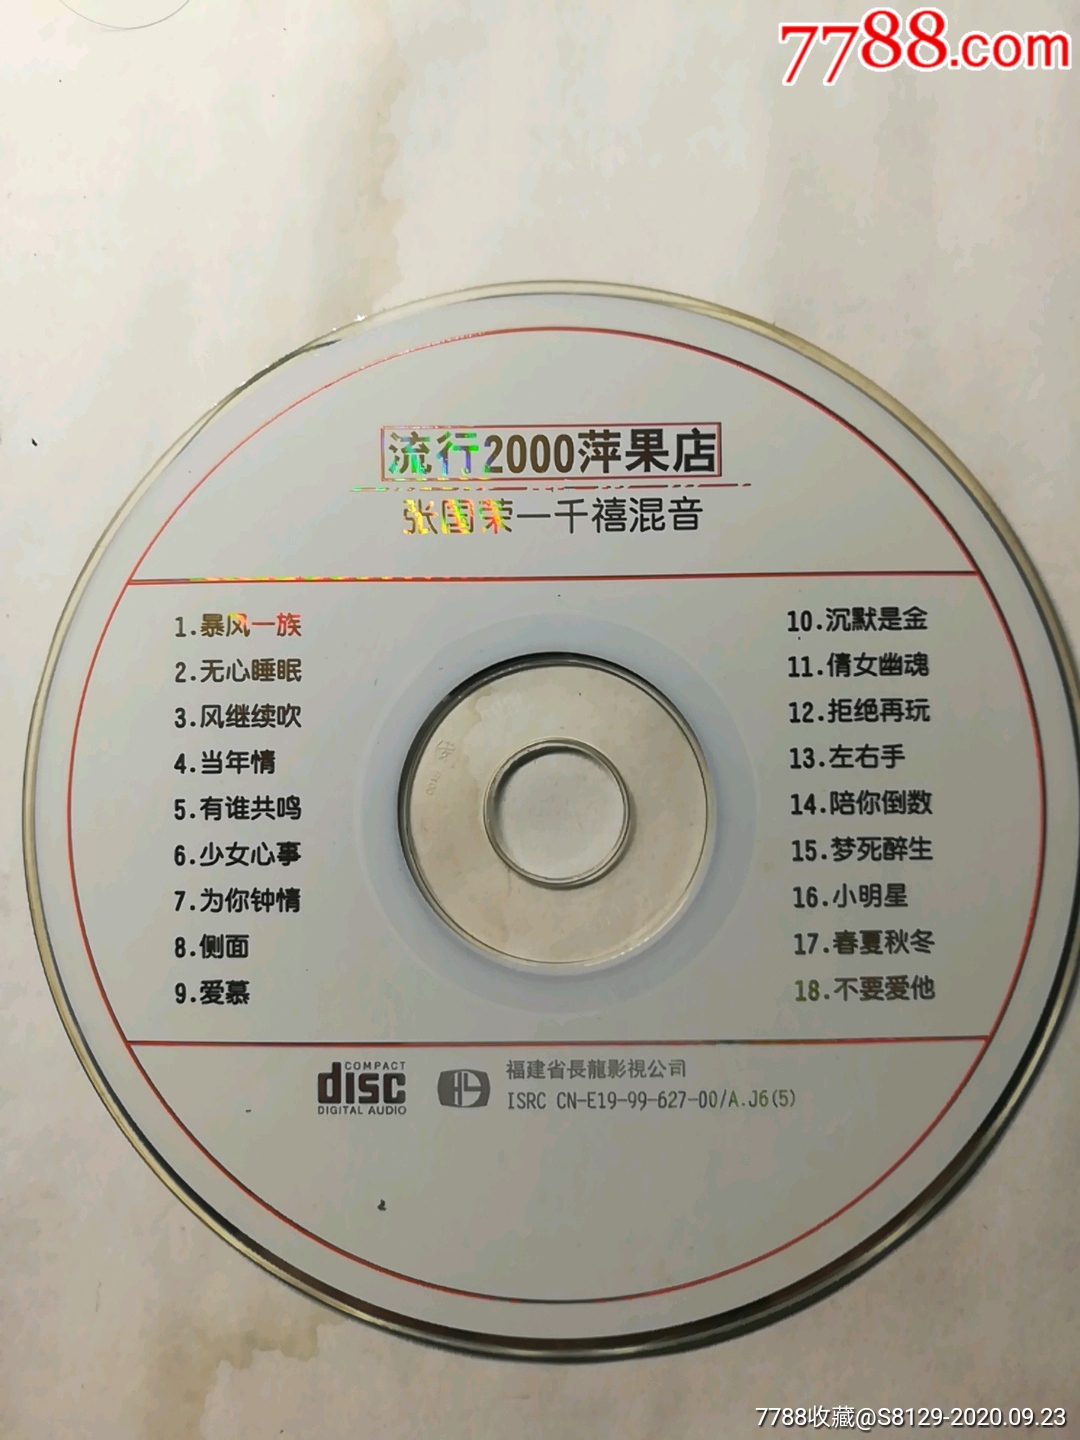 7788.com
流行2000萍果店
张国荣一千禧混音
1.暴风一族
2.无心睡眠
3.风继续吹
4.当年情
5.有谁共鸣
6.少女心事
7.为你钟情
8.侧面
9.爱慕
10.沉默是金
11.倩女幽魂
12.拒绝再玩
13.左右手
14.陪你倒数
15.梦死醉生
16.小明星
17.春夏秋冬
18.不要爱他
COMPACT
disc
DIGITAL AUDIO
福建省長龍影視公司
ISRC CN-E19-99-627-00/A.J6(5)
7788收藏@S8129-2020.09.23